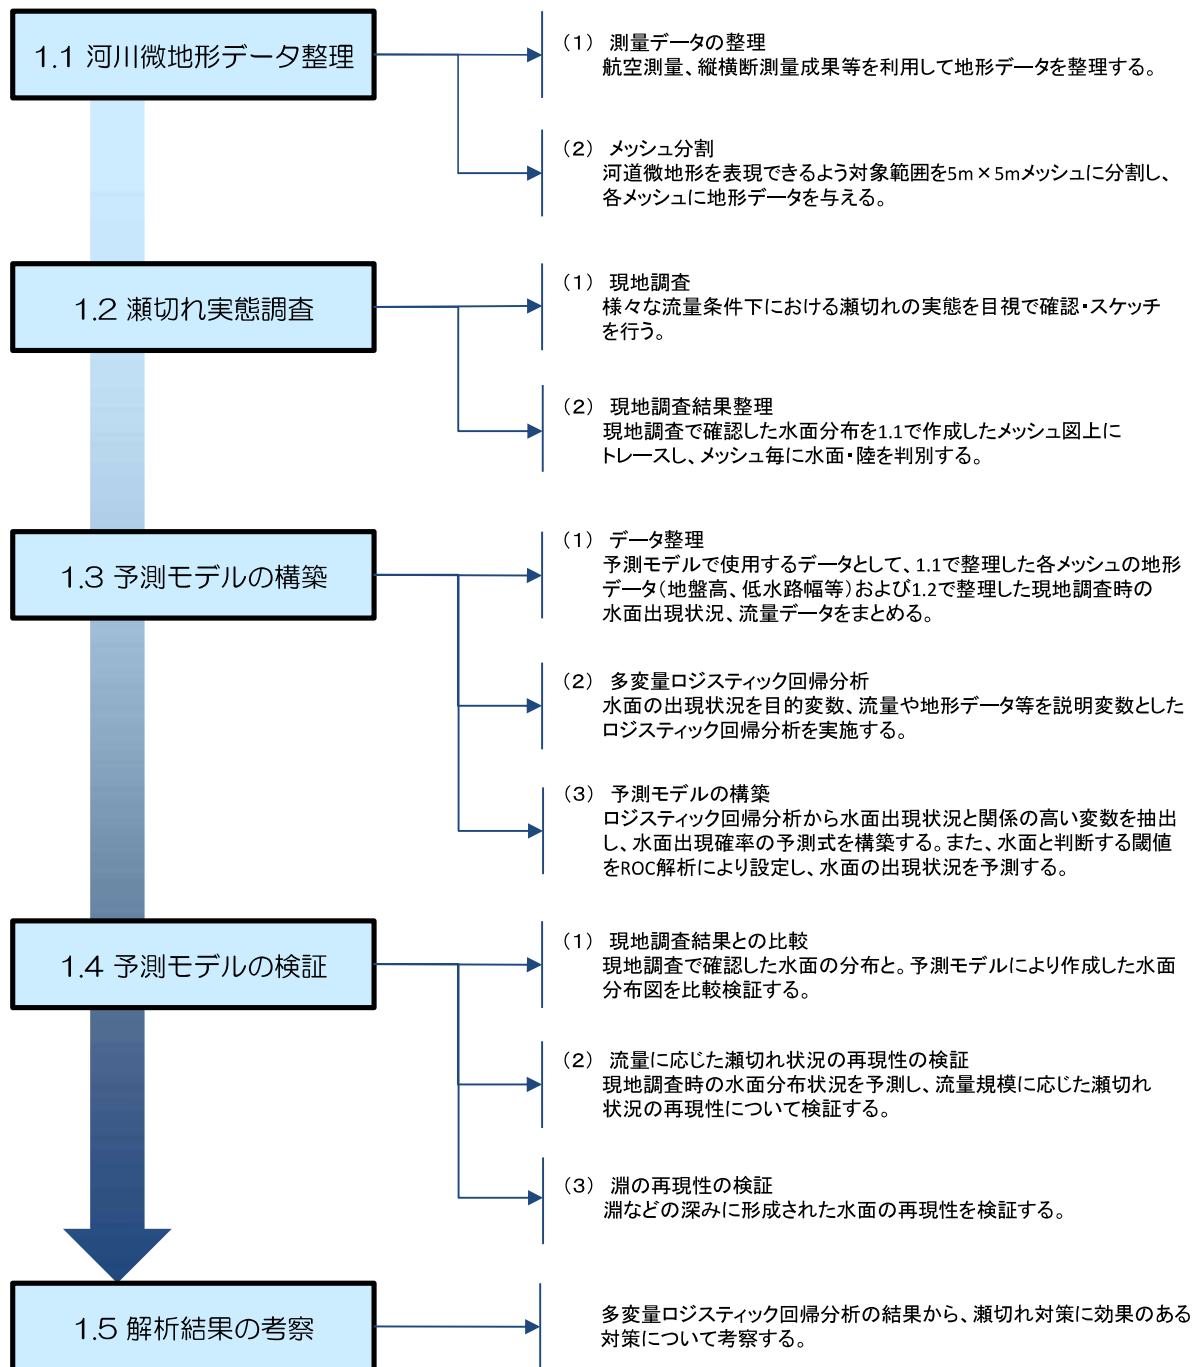 1.1 河川微地形データ整理
（1） 測量データの整理
航空測量、縦横断測量成果等を利用して地形データを整理する。
（2） メッシュ分割
河道微地形を表現できるよう対象範囲を5m×5mメッシュに分割し、
各メッシュに地形データを与える。
1.2 瀬切れ実態調査
（1） 現地調査
様々な流量条件下における瀬切れの実態を目視で確認・スケッチ
を行う。
（2） 現地調査結果整理
現地調査で確認した水面分布を1.1で作成したメッシュ図上に
トレースし、メッシュ毎に水面・陸を判別する。
1.3 予測モデルの構築
（1） データ整理
予測モデルで使用するデータとして、1.1で整理した各メッシュの地形
データ（地盤高、低水路幅等）および1.2で整理した現地調査時の
水面出現状況、流量データをまとめる。
（2） 多変量ロジスティック回帰分析
水面の出現状況を目的変数、流量や地形データ等を説明変数とした
ロジスティック回帰分析を実施する。
（3） 予測モデルの構築
ロジスティック回帰分析から水面出現状況と関係の高い変数を抽出
し、水面出現確率の予測式を構築する。また、水面と判断する閾値
をROC解析により設定し、水面の出現状況を予測する。
1.4 予測モデルの検証
（1） 現地調査結果との比較
現地調査で確認した水面の分布と。予測モデルにより作成した水面
分布図を比較検証する。
（2） 流量に応じた瀬切れ状況の再現性の検証
現地調査時の水面分布状況を予測し、流量規模に応じた瀬切れ
状況の再現性について検証する。
（3） 淵の再現性の検証
淵などの深みに形成された水面の再現性を検証する。
1.5 解析結果の考察
多変量ロジスティック回帰分析の結果から、瀬切れ対策に効果のある
対策について考察する。